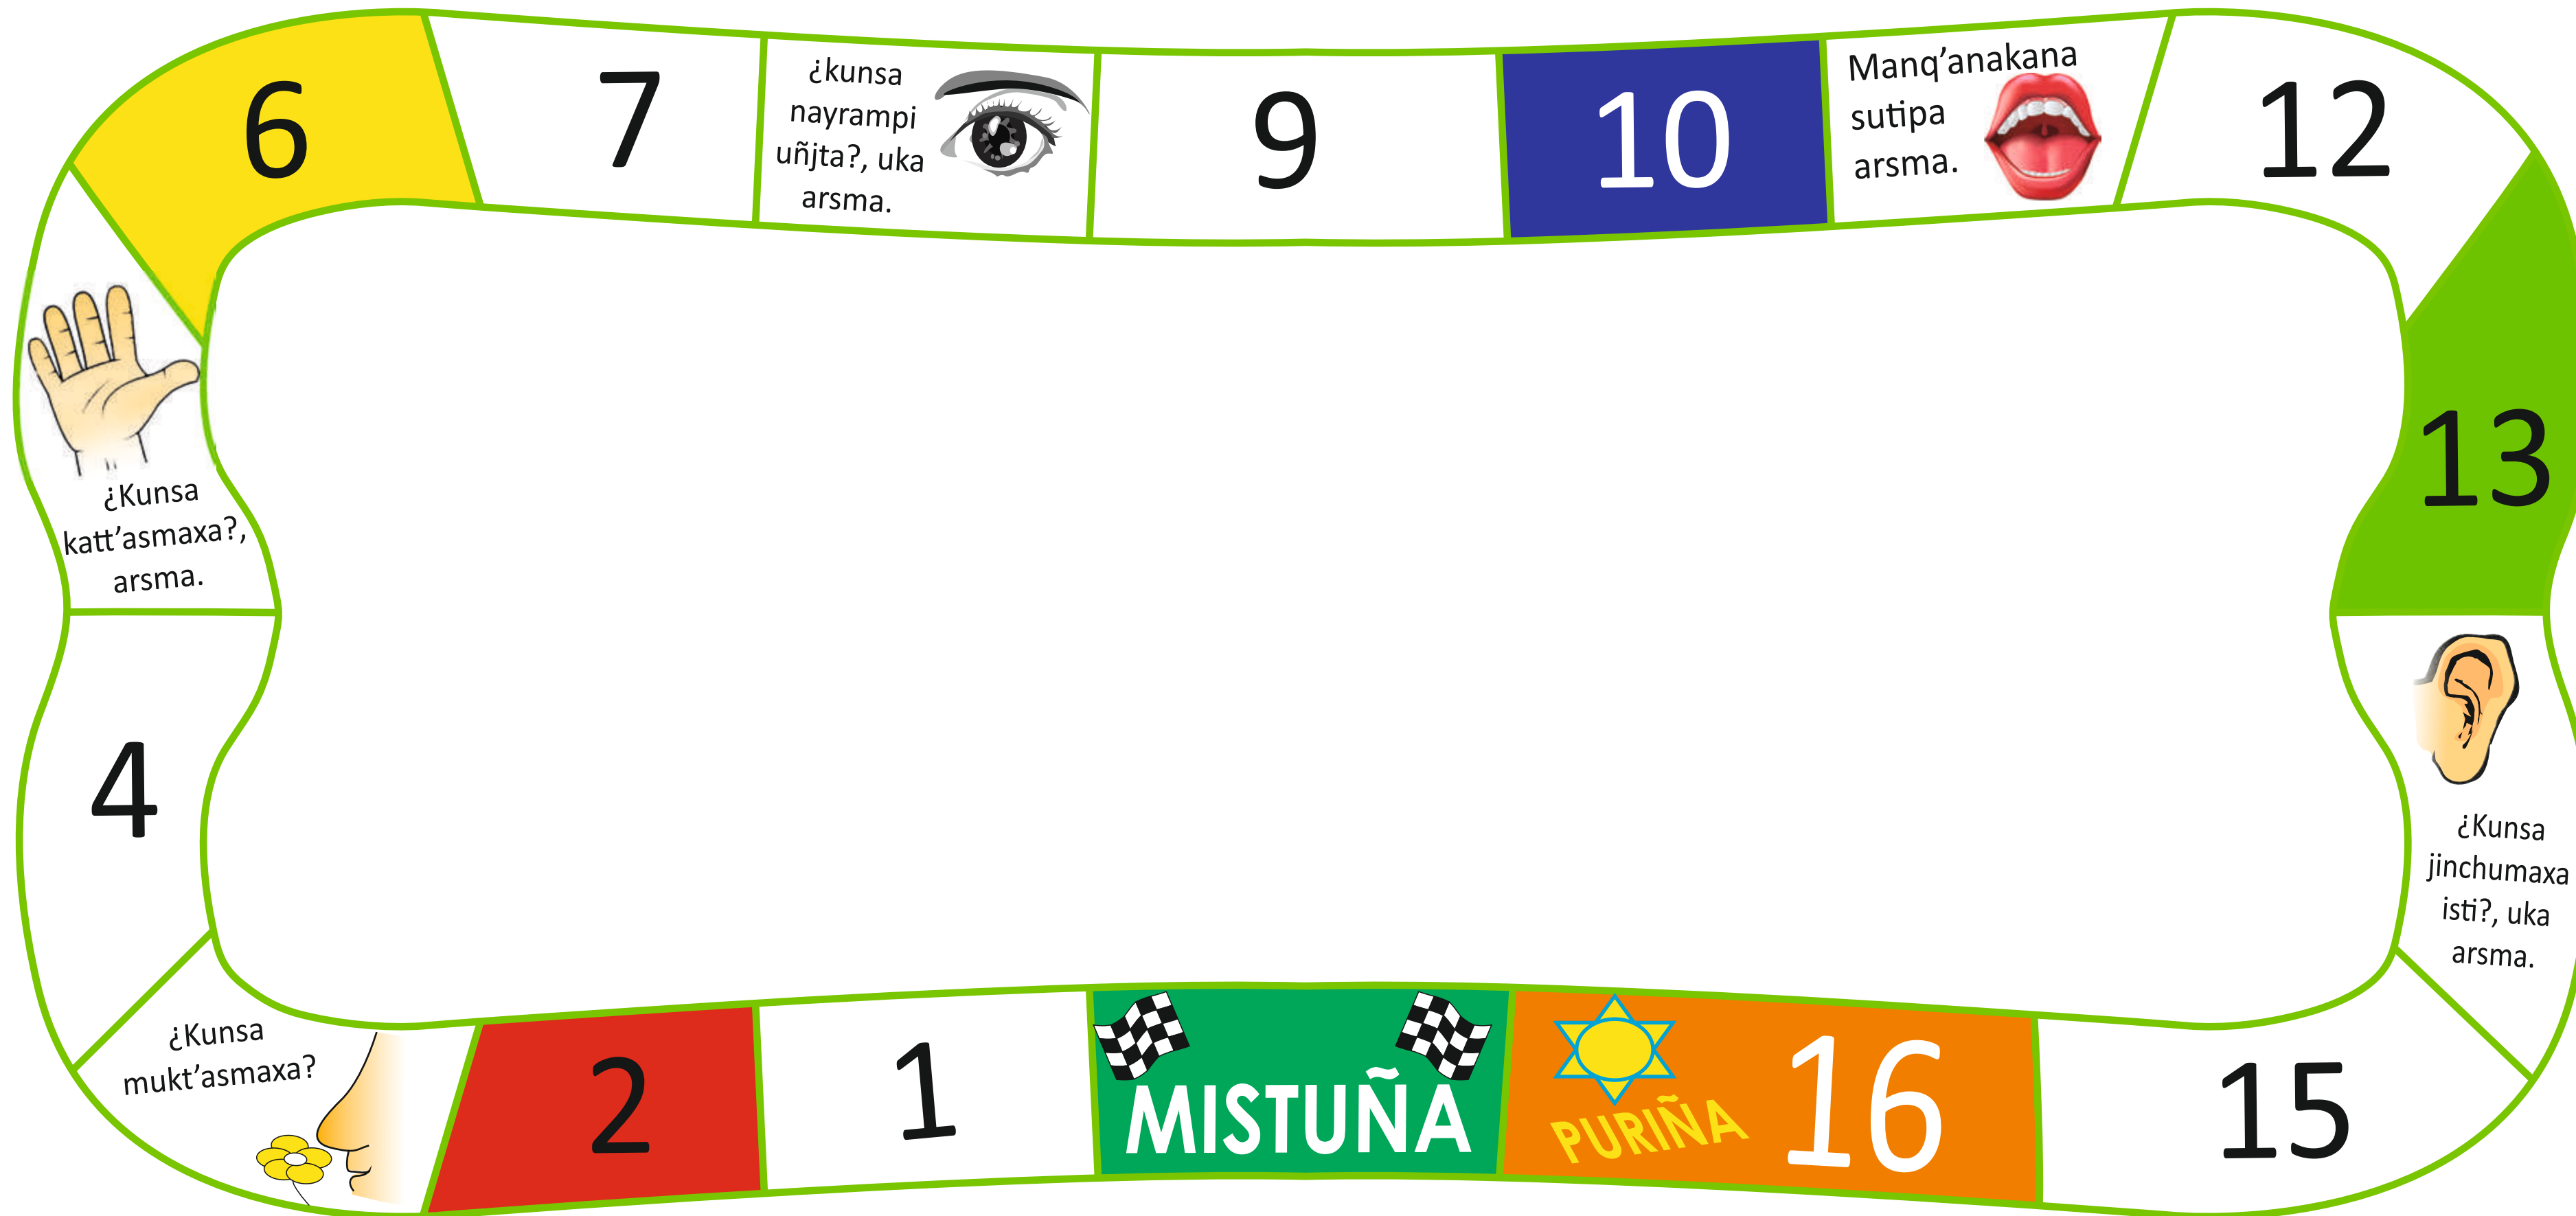 6
7
¿kunsa
nayrampi
uñjta?, uka
arsma.
9
10
Manq’anakana
sutipa
arsma.
12
13
¿Kunsa
katt’asmaxa?,
arsma.
4
¿Kunsa
jinchumaxa
isti?, uka
arsma.
¿Kunsa
mukt’asmaxa?
2
1
MISTUÑA
PURIÑA
16
15